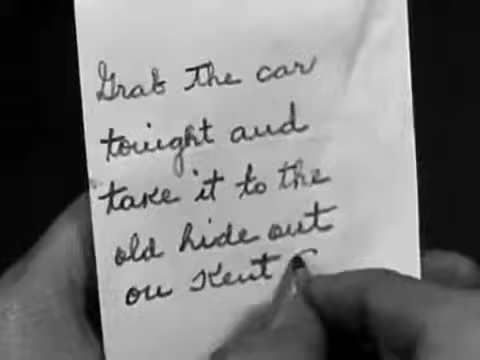 Grab the car
tonight and
take it to the
old hide out
on Kent